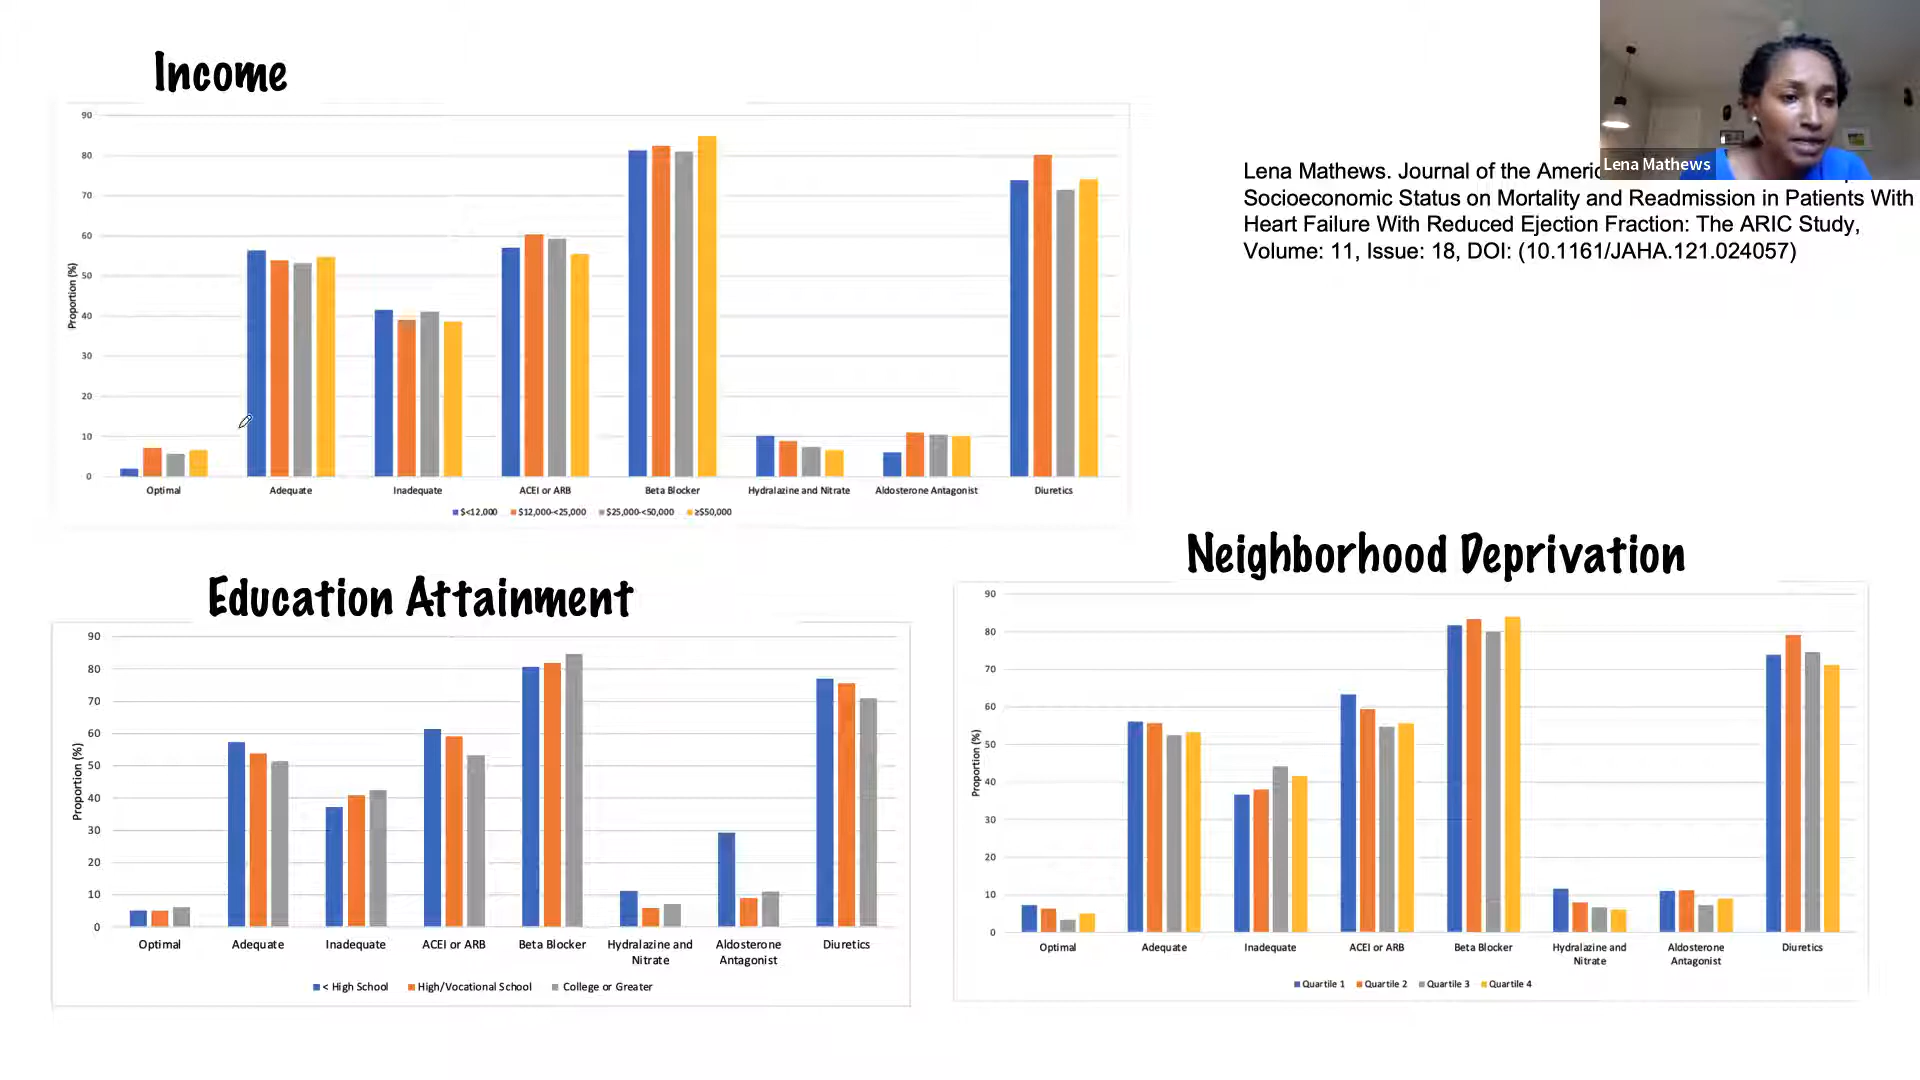 Income
90
80
70
60
50
40
30
20
10
0
Proportion (%)
Optimal Adequate Inadequate ACEI or ARB Beta Blocker Hydralazine and Nitrate Aldosterone Antagonist Diuretics
$<12,000 $12,000-<25,000 $25,000-<50,000 ≥$50,000
Lena Mathews
Lena Mathews. Journal of the Americ
Socioeconomic Status on Mortality and Readmission in Patients With
Heart Failure With Reduced Ejection Fraction: The ARIC Study,
Volume: 11, Issue: 18, DOI: (10.1161/JAHA.121.024057)
Education Attainment
90
80
70
60
50
40
30
20
10
0
Proportion (%)
Optimal Adequate Inadequate ACEI or ARB Beta Blocker Hydralazine and Aldosterone Diuretics
Nitrate Antagonist
< High School High/Vocational School College or Greater
Neighborhood Deprivation
90
80
70
60
50
40
30
20
10
0
Proportion (%)
Optimal Adequate Inadequate ACEI or ARB Beta Blocker Hydralazine and Aldosterone Diuretics
Nitrate Antagonist
Quartile 1 Quartile 2 Quartile 3 Quartile 4